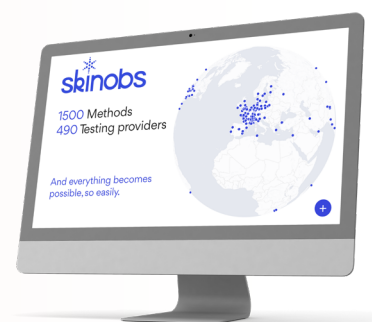 skinobs
1500 Methods
490 Testing providers
And everything becomes
possible, so easily.
+